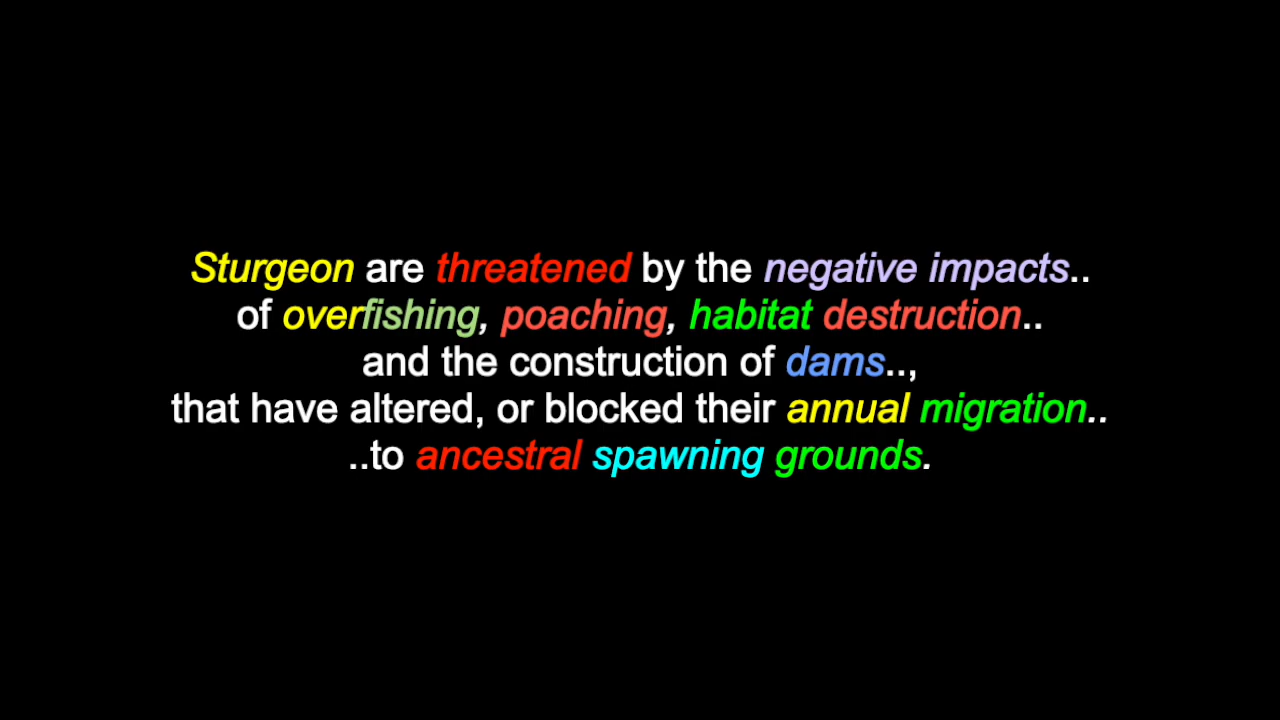 Sturgeon are threatened by the negative impacts..
of overfishing, poaching, habitat destruction..
and the construction of dams..,
that have altered, or blocked their annual migration..
..to ancestral spawning grounds.